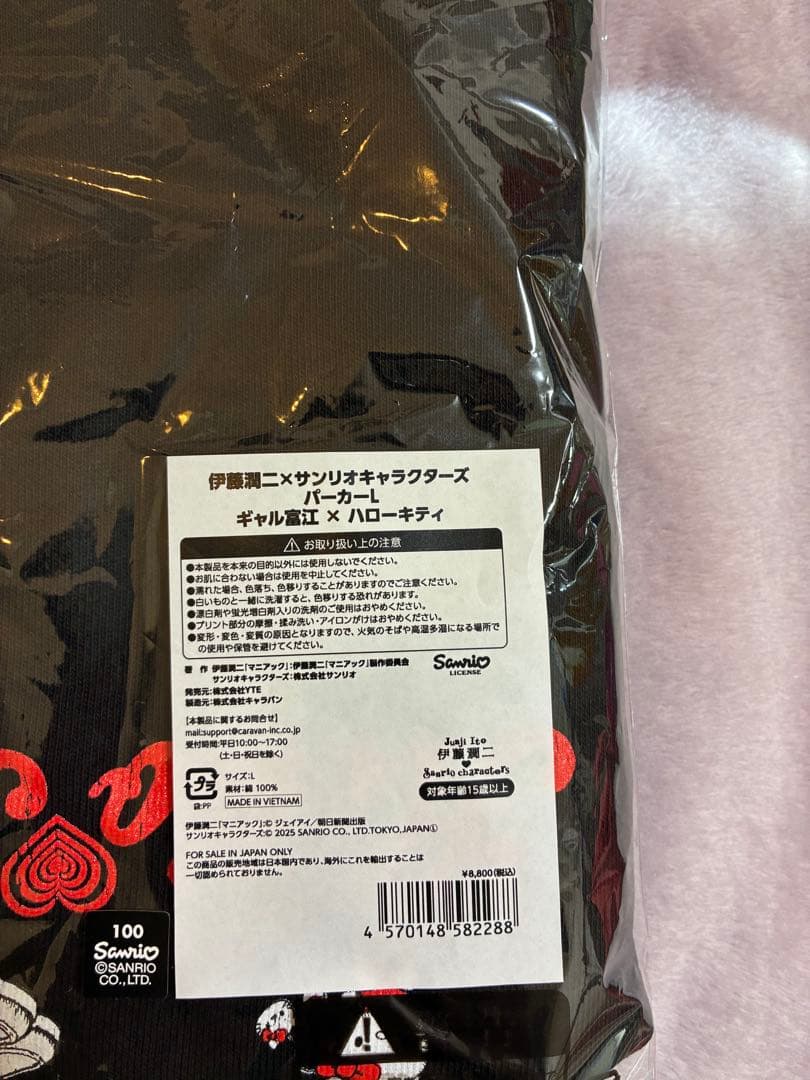 伊藤潤二×サンリオキャラクターズ
パーカーL
ギャル富江 × ハローキティ
お取り扱い上の注意
●本製品を本来の目的以外には使用しないでください。
●お肌に合わない場合は使用を中止してください。
●濡れた場合、色落ち、色移りすることがありますのでご注意ください。
●白いものと一緒に洗濯すると、色移りする恐れがあります。
●漂白剤や蛍光増白剤入りの洗剤のご使用はおやめください。
●プリント部分の摩擦・揉み洗い・アイロンがけはおやめください。
●変形・変色・変質の原因となりますので、火気のそばや高温多湿になる場所で
の使用や保管を避けてください。
著 作 伊藤潤二「マニアック」：伊藤潤二「マニアック」製作委員会
サンリオキャラクターズ：株式会社サンリオ
発売元：株式会社YTE
製造元：株式会社キャラバン
Sanrio
LICENSE
【本製品に関するお問合せ】
mail:support@caravan-inc.co.jp
受付時間：平日10:00～17:00
（土・日・祝日を除く）
プラ
袋:PP
サイズ：L
素材：綿 100%
MADE IN VIETNAM
Junji Ito
伊藤潤二
Sanrio characters
対象年齢15歳以上
伊藤潤二「マニアック」：© ジェイアイ／朝日新聞出版
サンリオキャラクターズ：© 2025 SANRIO CO., LTD.TOKYO,JAPAN Ⓛ
FOR SALE IN JAPAN ONLY
この商品の販売地域は日本国内であり、海外にこれを輸出することは
一切認められておりません。
¥8,800（税込）
4 570148 582288
100
Sanrio
©SANRIO
CO., LTD.